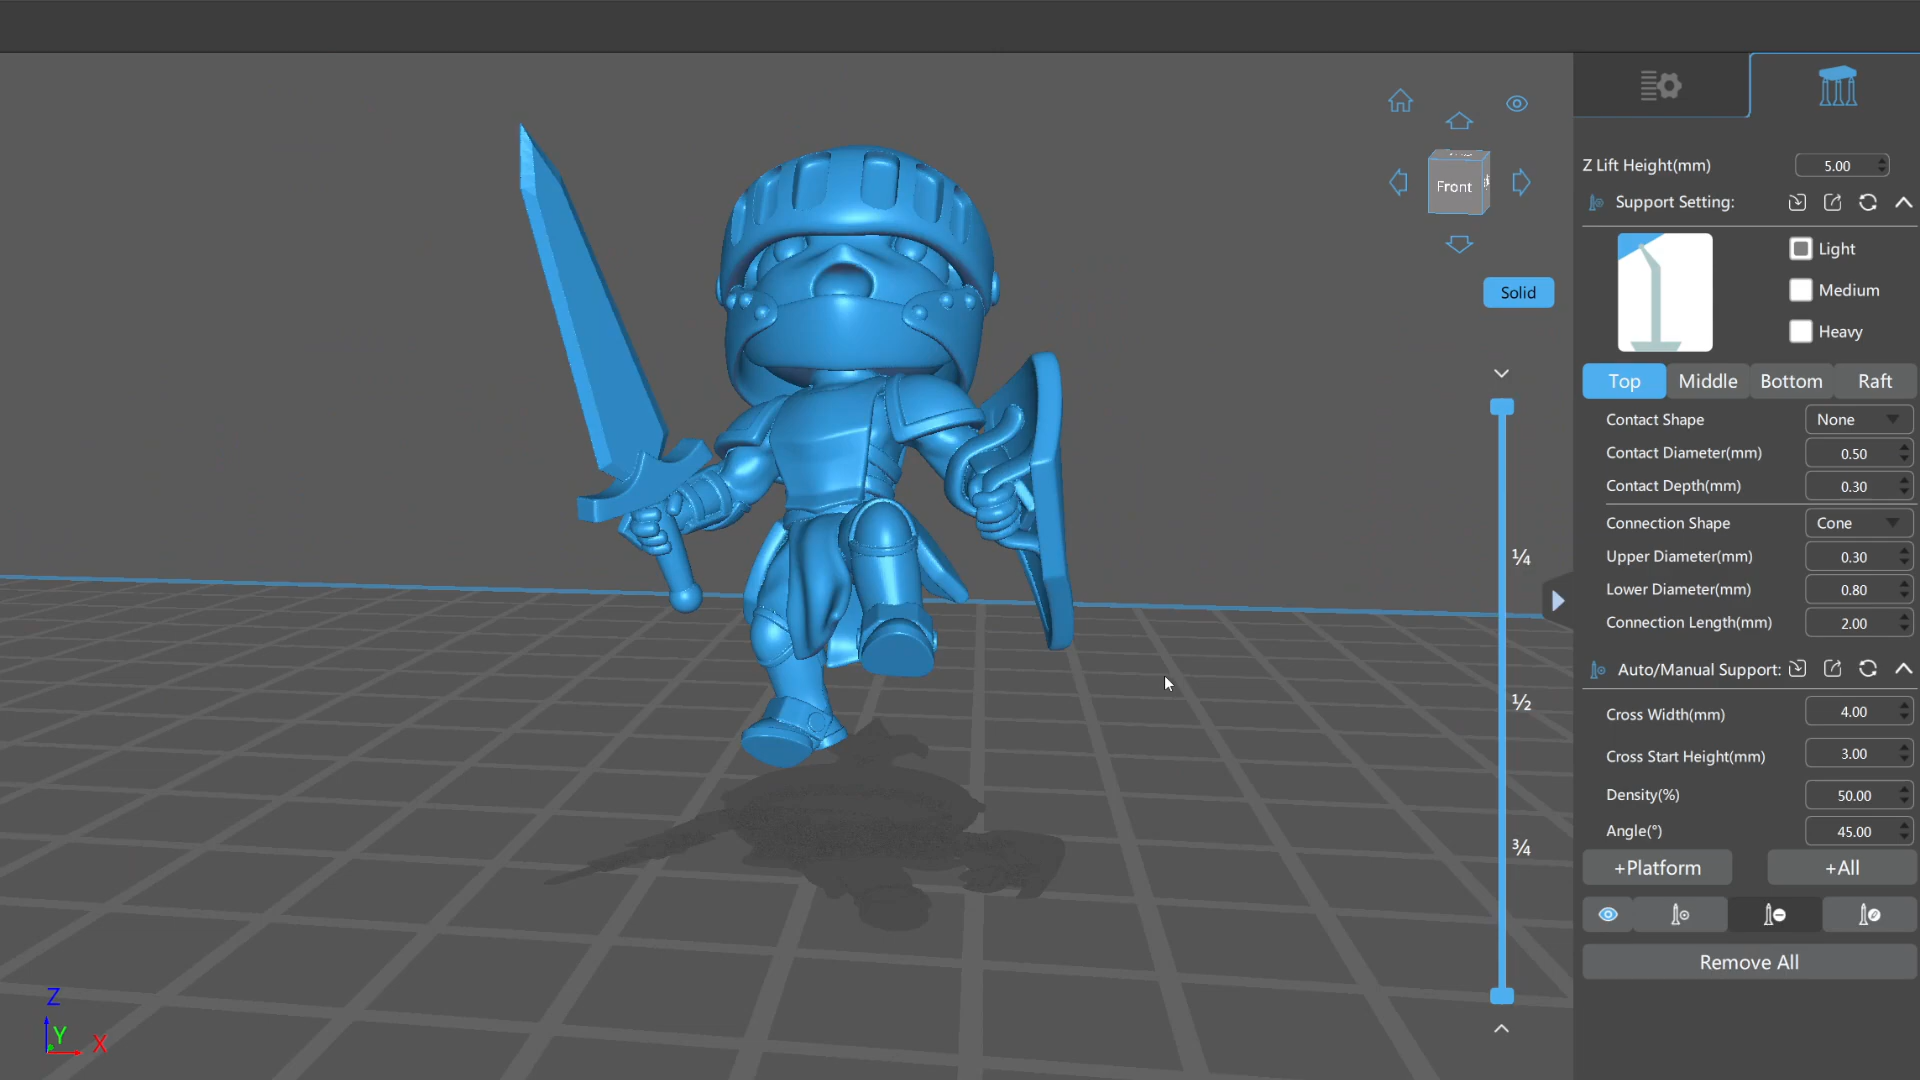 Z Lift Height(mm) 5.00
Front
Support Setting:
Light
Medium
Heavy
Solid
Top Middle Bottom Raft
Contact Shape None
Contact Diameter(mm) 0.50
Contact Depth(mm) 0.30
Connection Shape Cone
Upper Diameter(mm) 0.30
Lower Diameter(mm) 0.80
Connection Length(mm) 2.00
1/4
Auto/Manual Support:
1/2
Cross Width(mm) 4.00
Cross Start Height(mm) 3.00
Density(%) 50.00
Angle(°) 45.00
3/4
+Platform +All
Remove All
Z
Y
X